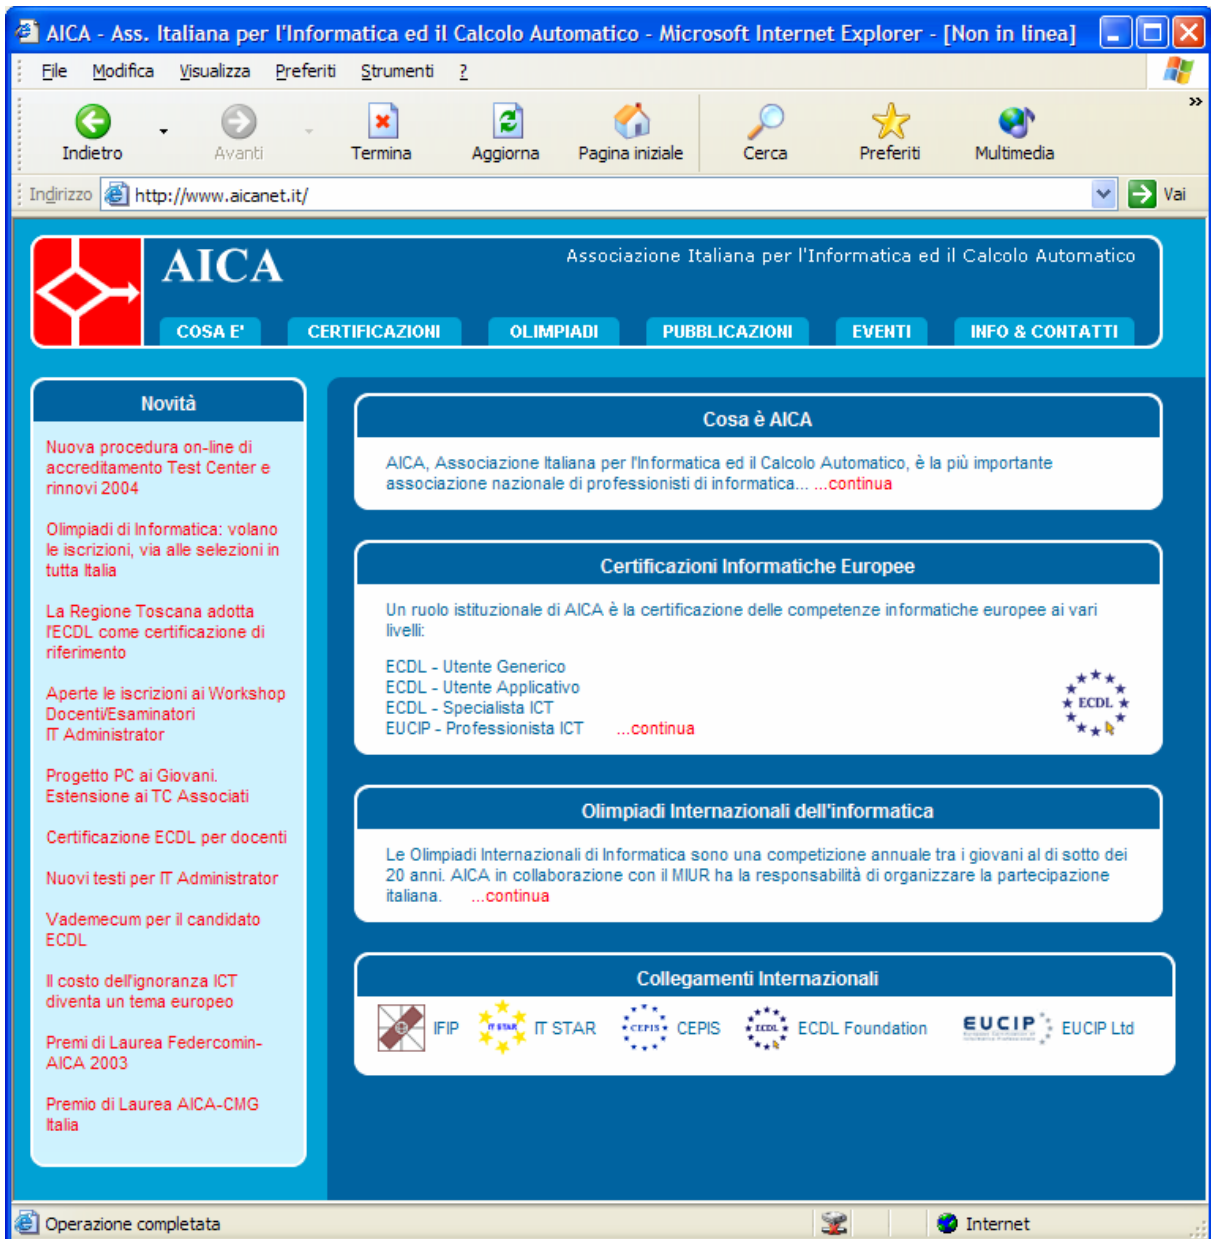 AICA - Ass. Italiana per l'Informatica ed il Calcolo Automatico - Microsoft Internet Explorer - [Non in linea]
File Modifica Visualizza Preferiti Strumenti ?
Indietro Avanti Termina Aggiorna Pagina iniziale Cerca Preferiti Multimedia »
Indirizzo http://www.aicanet.it/ Vai
AICA
Associazione Italiana per l'Informatica ed il Calcolo Automatico
COSA E' CERTIFICAZIONI OLIMPIADI PUBBLICAZIONI EVENTI INFO & CONTATTI
Novità
Nuova procedura on-line di
accreditamento Test Center e
rinnovi 2004
Olimpiadi di Informatica: volano
le iscrizioni, via alle selezioni in
tutta Italia
La Regione Toscana adotta
l'ECDL come certificazione di
riferimento
Aperte le iscrizioni ai Workshop
Docenti/Esaminatori
IT Administrator
Progetto PC ai Giovani.
Estensione ai TC Associati
Certificazione ECDL per docenti
Nuovi testi per IT Administrator
Vademecum per il candidato
ECDL
Il costo dell'ignoranza ICT
diventa un tema europeo
Premi di Laurea Federcomin-
AICA 2003
Premio di Laurea AICA-CMG
Italia
Cosa è AICA
AICA, Associazione Italiana per l'Informatica ed il Calcolo Automatico, è la più importante
associazione nazionale di professionisti di informatica... ...continua
Certificazioni Informatiche Europee
Un ruolo istituzionale di AICA è la certificazione delle competenze informatiche europee ai vari
livelli:
ECDL - Utente Generico
ECDL - Utente Applicativo
ECDL - Specialista ICT
EUCIP - Professionista ICT ...continua
ECDL
Olimpiadi Internazionali dell'informatica
Le Olimpiadi Internazionali di Informatica sono una competizione annuale tra i giovani al di sotto dei
20 anni. AICA in collaborazione con il MIUR ha la responsabilità di organizzare la partecipazione
italiana. ...continua
Collegamenti Internazionali
IFIP IT STAR IT STAR CEPIS CEPIS ECDL ECDL Foundation EUCIP EUCIP Ltd
Operazione completata Internet